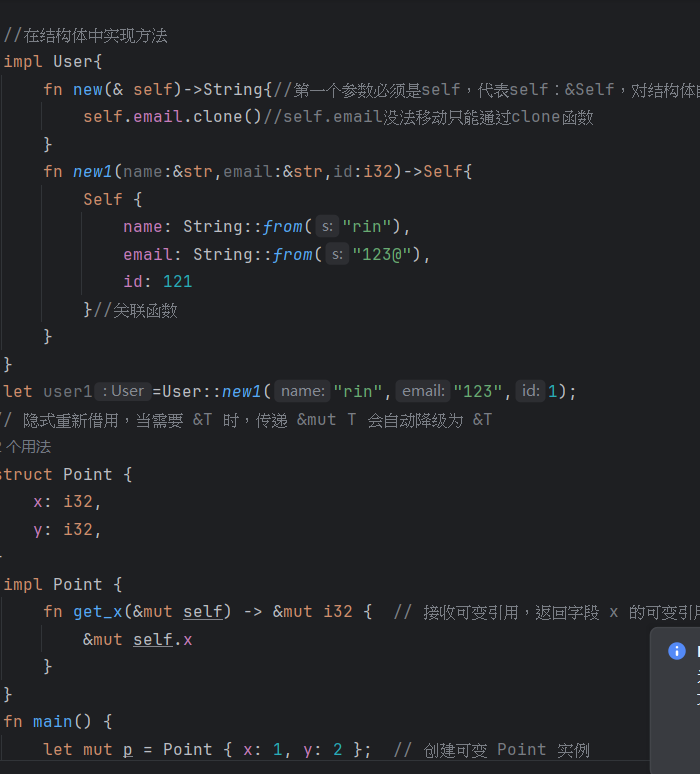 //在结构体中实现方法
impl User{
fn new(& self)->String{//第一个参数必须是self，代表self：&Self，对结构体
self.email.clone()//self.email没法移动只能通过clone函数
}
fn new1(name:&str,email:&str,id:i32)->Self{
Self {
name: String::from( s: "rin"),
email: String::from( s: "123@"),
id: 121
}//关联函数
}
}
let user1 : User =User::new1( name: "rin", email: "123", id: 1);
// 隐式重新借用，当需要 &T 时，传递 &mut T 会自动降级为 &T
个用法
struct Point {
x: i32,
y: i32,
}
impl Point {
fn get_x(&mut self) -> &mut i32 {  // 接收可变引用，返回字段 x 的可变引用
&mut self.x
}
}
fn main() {
let mut p = Point { x: 1, y: 2 };  // 创建可变 Point 实例